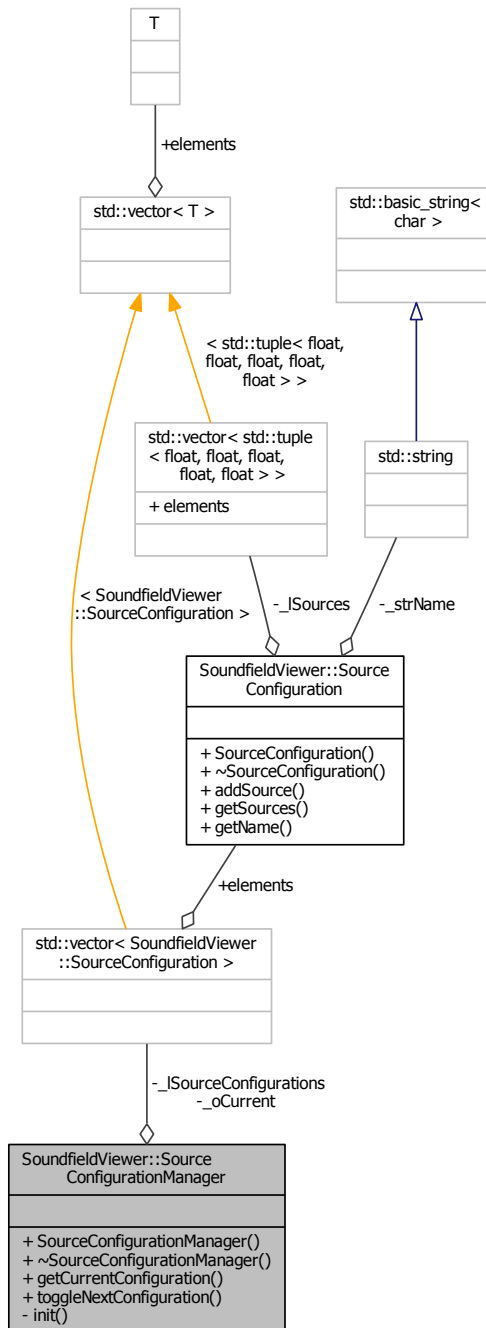 T
+elements
std::vector< T >
std::basic_string<
char >
< std::tuple< float,
float, float, float,
float > >
std::vector< std::tuple
< float, float, float,
float, float > >
+ elements
std::string
< SoundfieldViewer
::SourceConfiguration >
-_lSources
-_strName
SoundfieldViewer::Source
Configuration
+ SourceConfiguration()
+ ~SourceConfiguration()
+ addSource()
+ getSources()
+ getName()
+elements
std::vector< SoundfieldViewer
::SourceConfiguration >
-_lSourceConfigurations
-_oCurrent
SoundfieldViewer::Source
ConfigurationManager
+ SourceConfigurationManager()
+ ~SourceConfigurationManager()
+ getCurrentConfiguration()
+ toggleNextConfiguration()
- init()